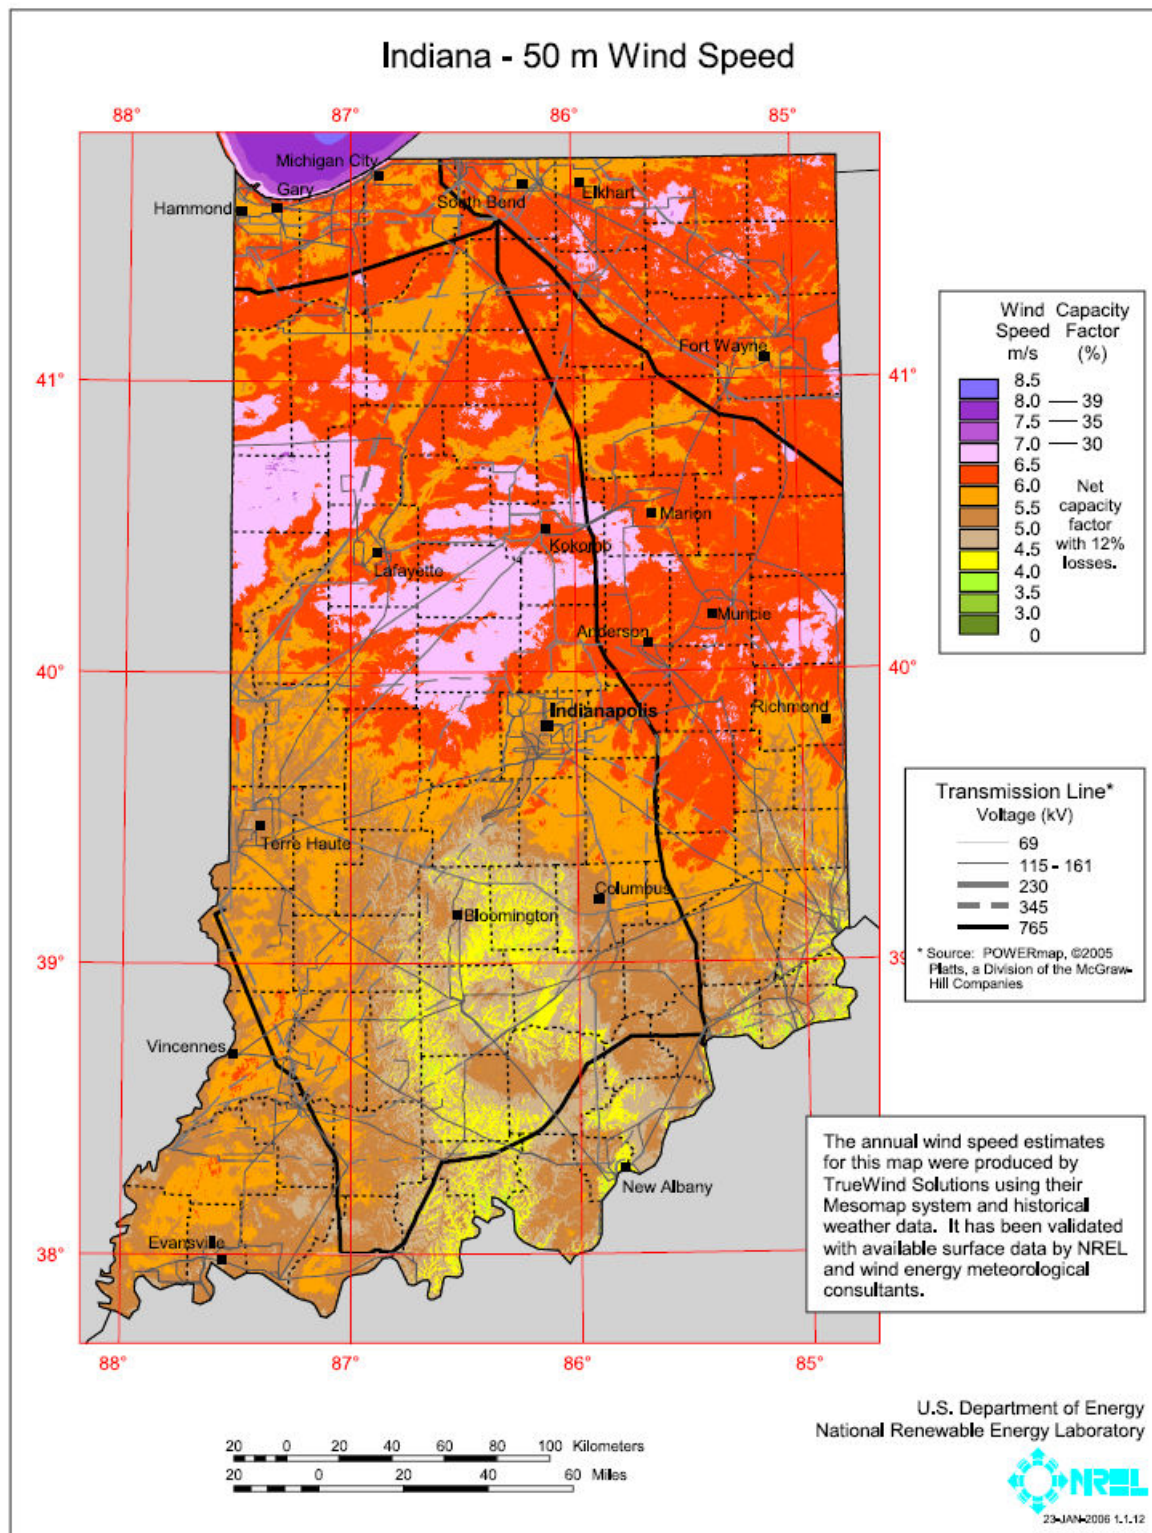 Indiana - 50 m Wind Speed
88° 87° 86° 85°
Michigan City
Gary
Hammond
South Bend
Elkhart
Fort Wayne
41° 41°
Marion
Kokomo
Lafayette
Muncie
Anderson
40° 40°
Indianapolis
Richmond
Terre Haute
Columbus
Bloomington
39° 39
Vincennes
New Albany
Evansville
38°
88° 87° 86° 85°
Wind Capacity
Speed Factor
m/s (%)
8.5
8.0 39
7.5 35
7.0 30
6.5
6.0
5.5
5.0
4.5
4.0
3.5
3.0
0
Net
capacity
factor
with 12%
losses.
Transmission Line*
Voltage (kV)
69
115 - 161
230
345
765
* Source: POWERmap, ©2005
Platts, a Division of the McGraw-
Hill Companies
The annual wind speed estimates
for this map were produced by
TrueWind Solutions using their
Mesomap system and historical
weather data. It has been validated
with available surface data by NREL
and wind energy meteorological
consultants.
U.S. Department of Energy
National Renewable Energy Laboratory
20 0 20 40 60 80 100 Kilometers
20 0 20 40 60 Miles
NREL
23-JAN-2006 1.1.12